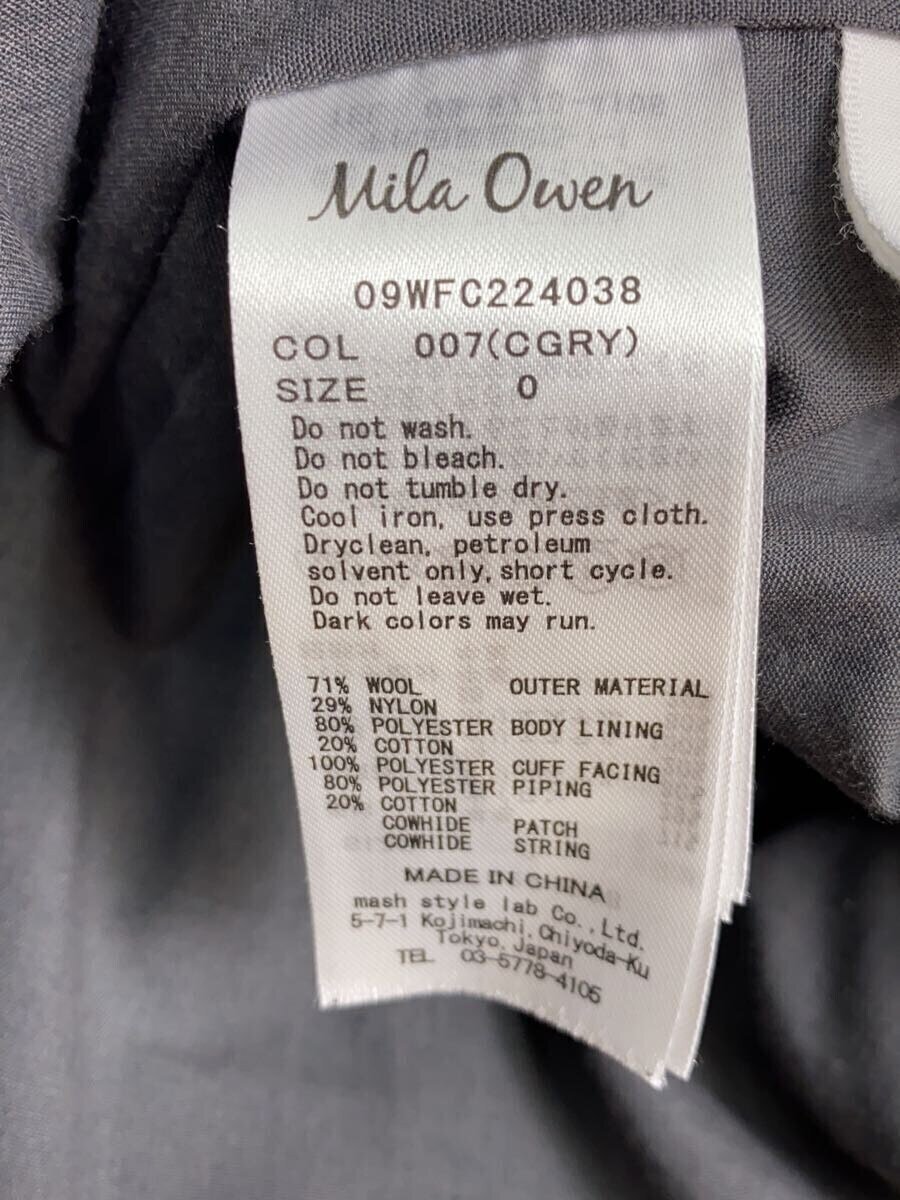 Mila Owen
09WFC224038
COL 007(CGRY)
SIZE 0
Do not wash.
Do not bleach.
Do not tumble dry.
Cool iron, use press cloth.
Dryclean, petroleum
solvent only, short cycle.
Do not leave wet.
Dark colors may run.
71% WOOL OUTER MATERIAL
29% NYLON
80% POLYESTER BODY LINING
20% COTTON
100% POLYESTER CUFF FACING
80% POLYESTER PIPING
20% COTTON
COWHIDE PATCH
COWHIDE STRING
MADE IN CHINA
mash style lab Co., Ltd.
5-7-1 Kojimachi, Chiyoda-Ku
Tokyo, Japan
TEL 03-5778-4105